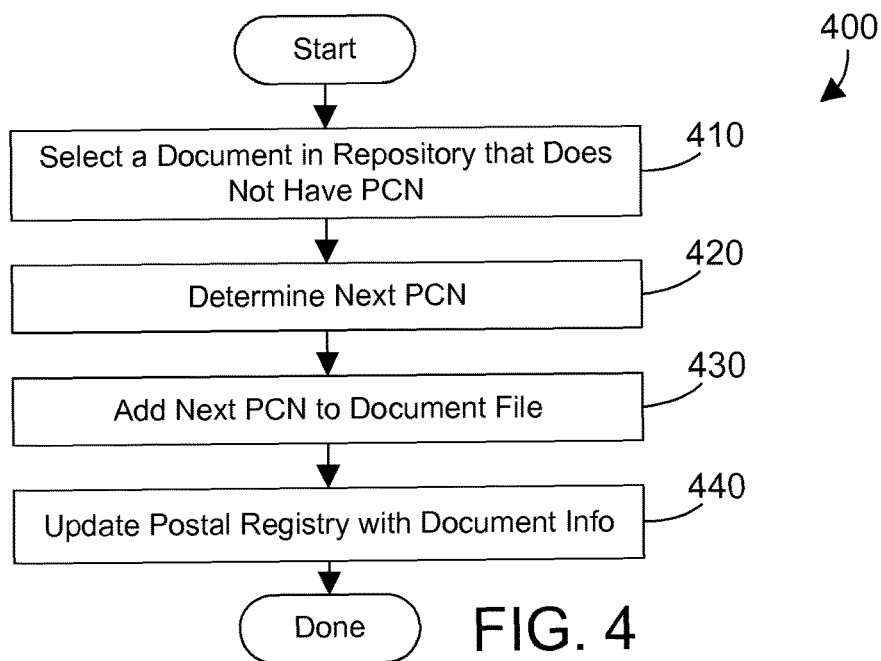 400
Start
410
Select a Document in Repository that Does
Not Have PCN
420
Determine Next PCN
430
Add Next PCN to Document File
440
Update Postal Registry with Document Info
Done
FIG. 4